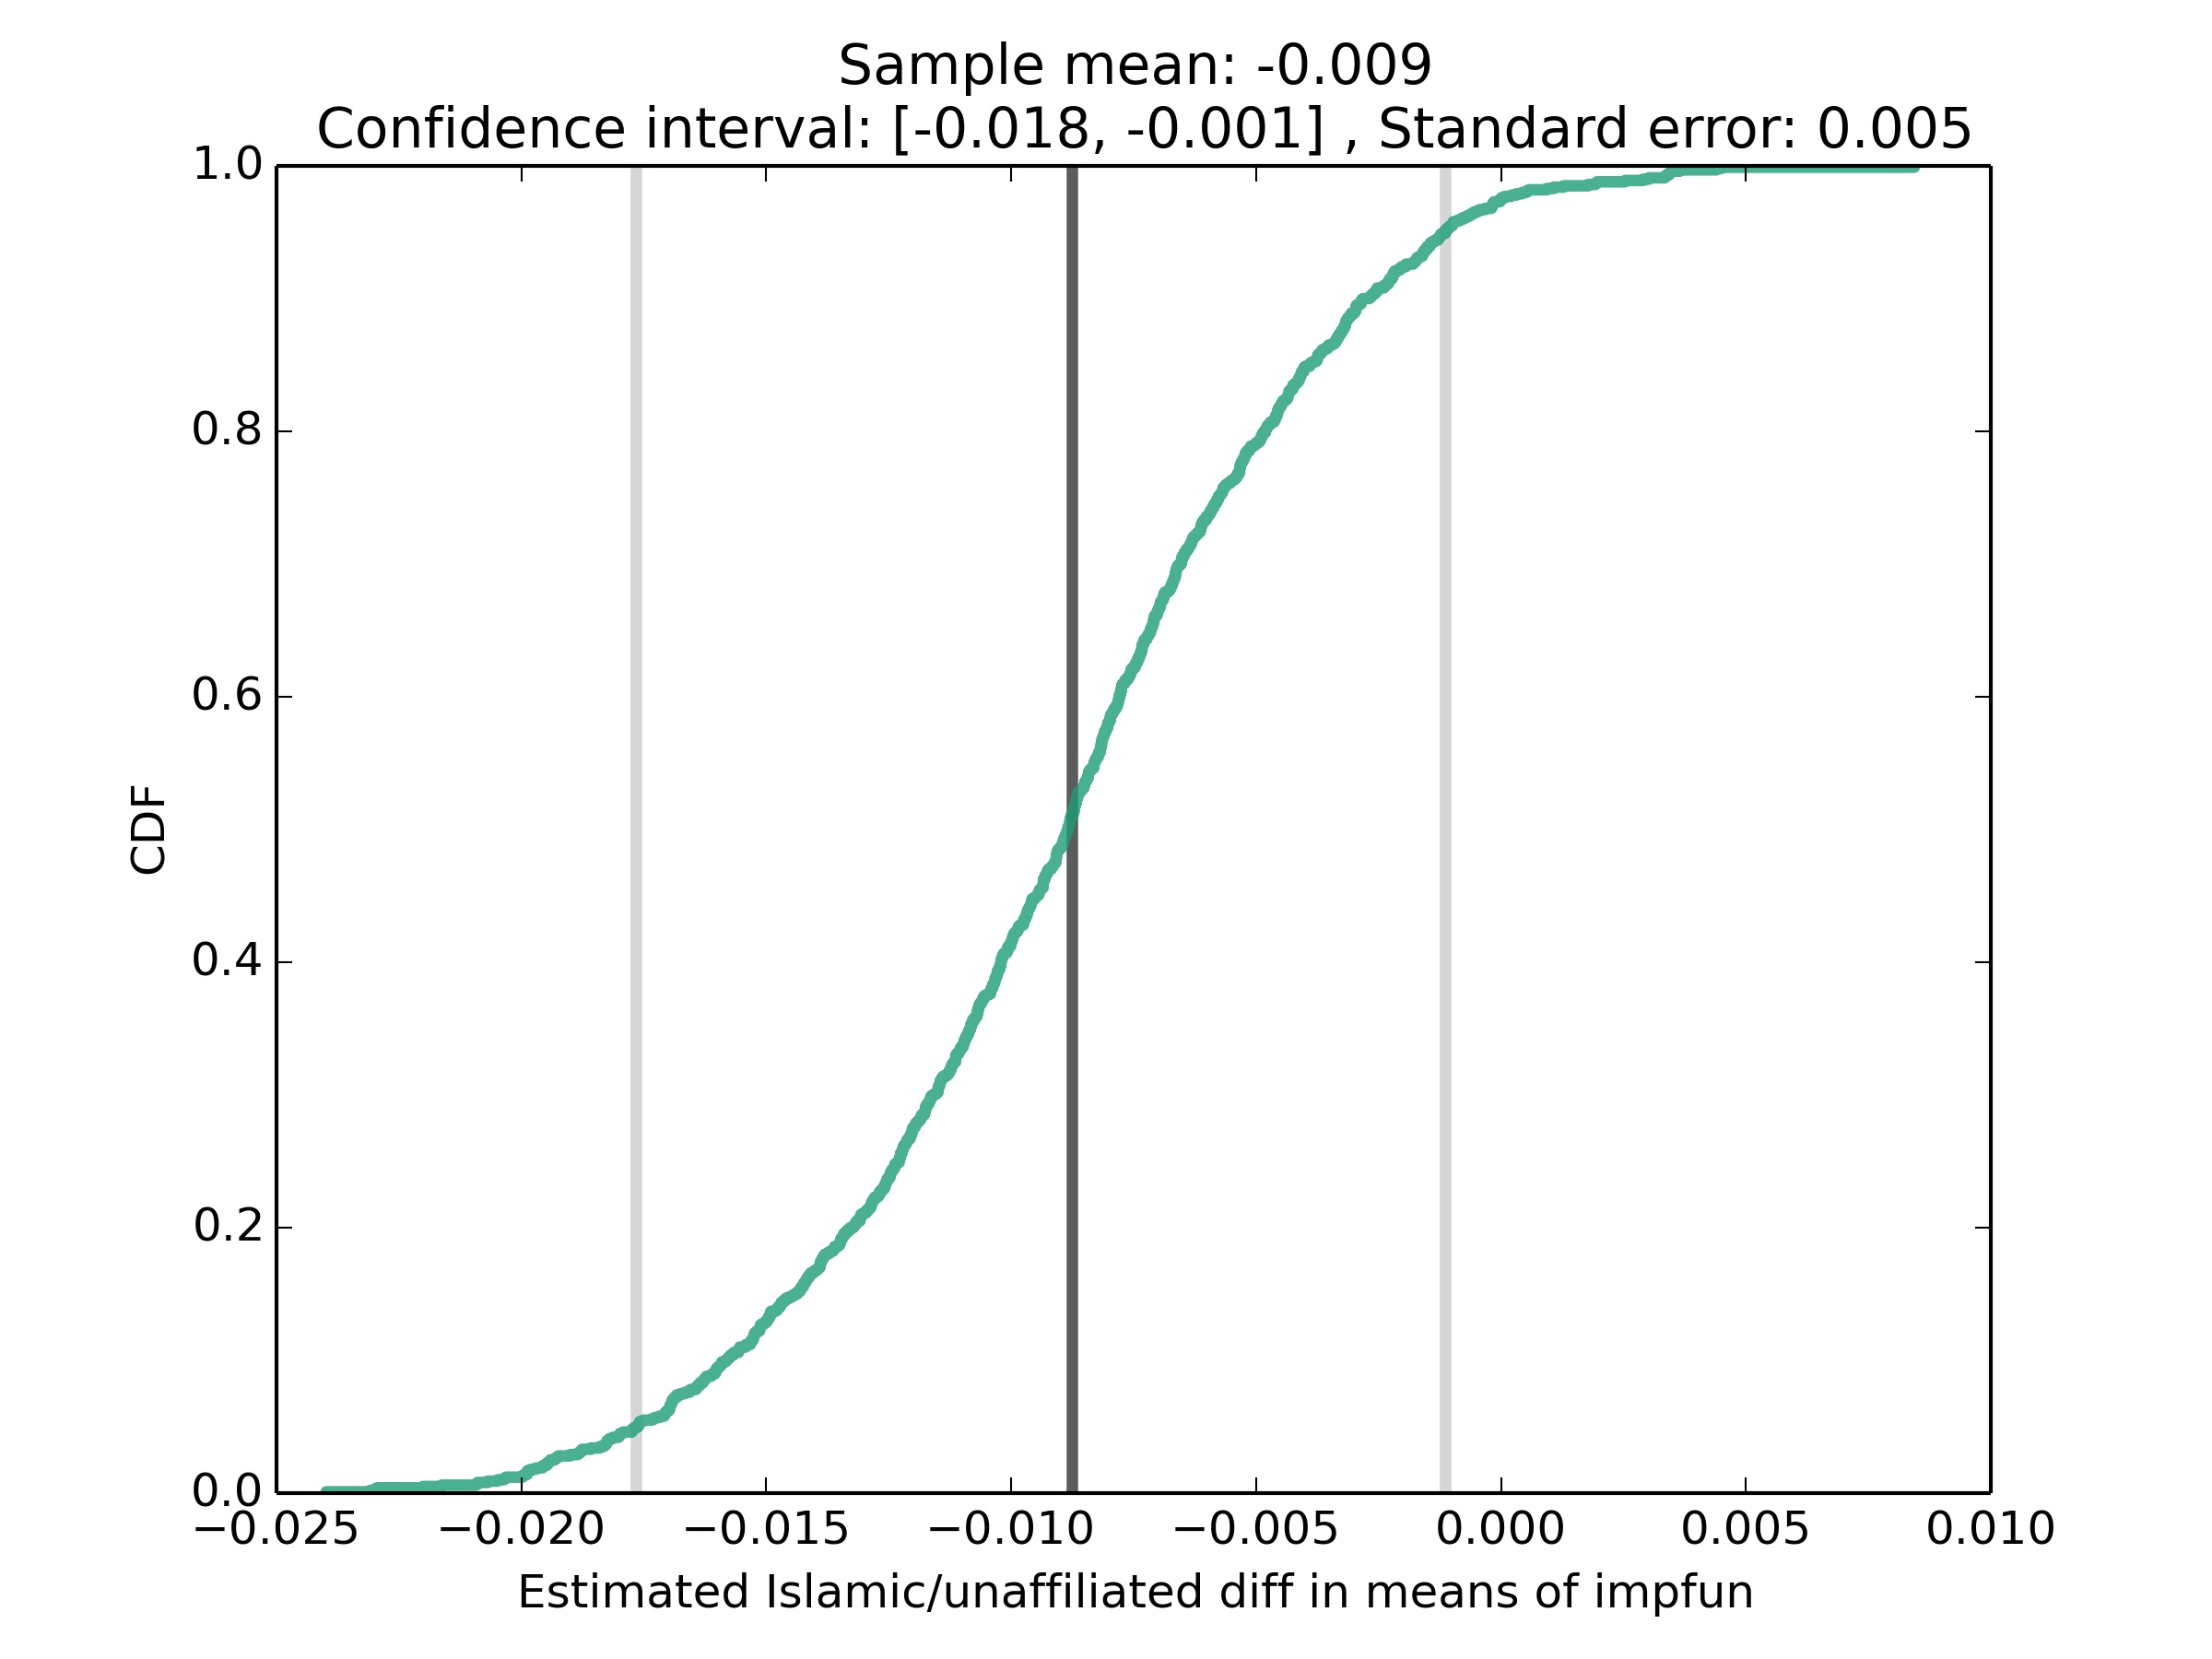 Sample mean: -0.009
Confidence interval: [-0.018, -0.001] , Standard error: 0.005
1.0
0.8
0.6
0.4
0.2
0.0
CDF
−0.025 −0.020 −0.015 −0.010 −0.005 0.000 0.005 0.010
Estimated Islamic/unaffiliated diff in means of impfun